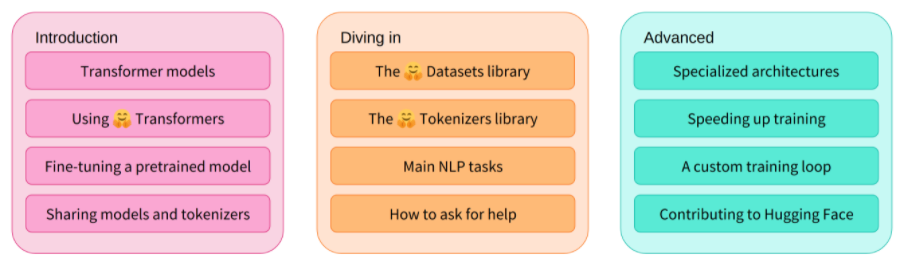 Introduction
Transformer models
Using 🤗 Transformers
Fine-tuning a pretrained model
Sharing models and tokenizers
Diving in
The 🤗 Datasets library
The 🤗 Tokenizers library
Main NLP tasks
How to ask for help
Advanced
Specialized architectures
Speeding up training
A custom training loop
Contributing to Hugging Face